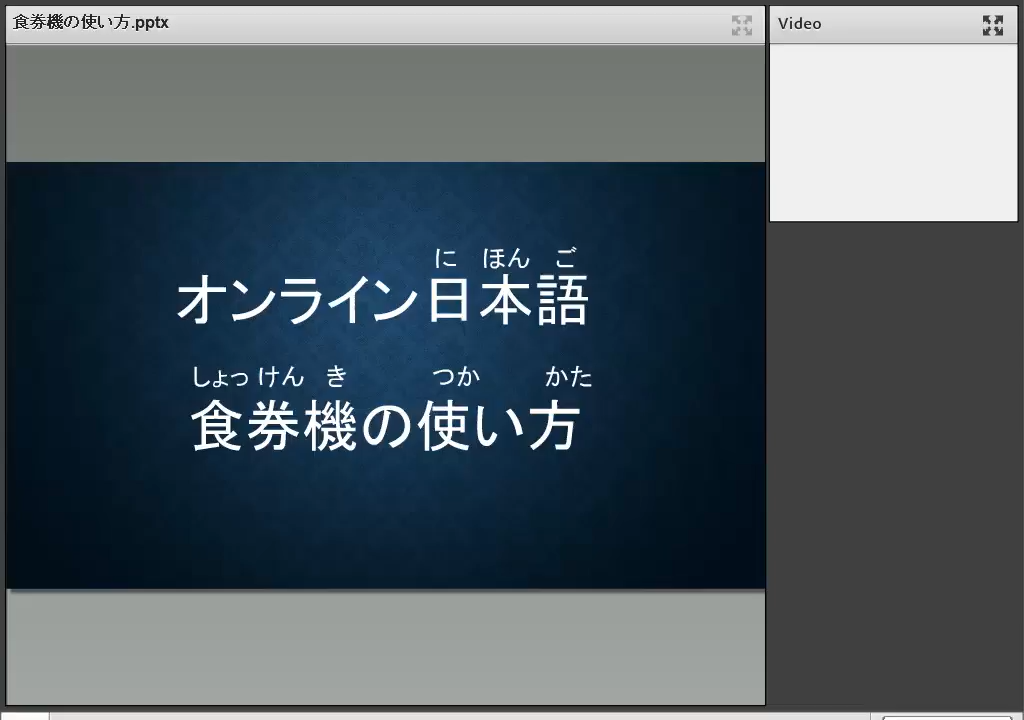 食券機の使い方.pptx
Video
に ほん ご
オンライン日本語
しょっ けん き つか かた
食券機の使い方